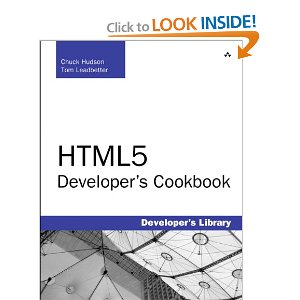 Click to LOOK INSIDE!
Chuck Hudson
Tom Leadbetter
HTML5
Developer's Cookbook
Developer's Library